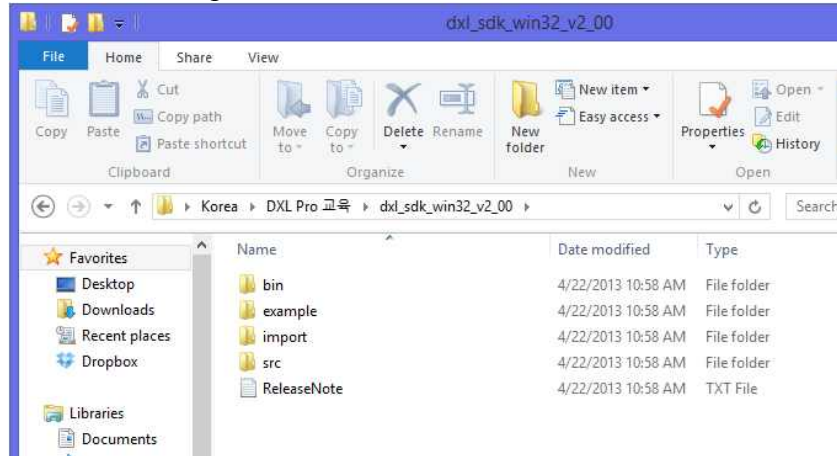 dxl_sdk_win32_v2_00
File Home Share View
Copy Paste Cut Copy path Paste shortcut
Move to Copy to Delete Rename
New folder New item Easy access
Properties Open Edit History
Clipboard Organize New Open
Korea DXL Pro 교육 dxl_sdk_win32_v2_00 Search
Favorites
Desktop
Downloads
Recent places
Dropbox
Libraries
Documents
Name Date modified Type
bin 4/22/2013 10:58 AM File folder
example 4/22/2013 10:58 AM File folder
import 4/22/2013 10:58 AM File folder
src 4/22/2013 10:58 AM File folder
ReleaseNote 4/22/2013 10:58 AM TXT File